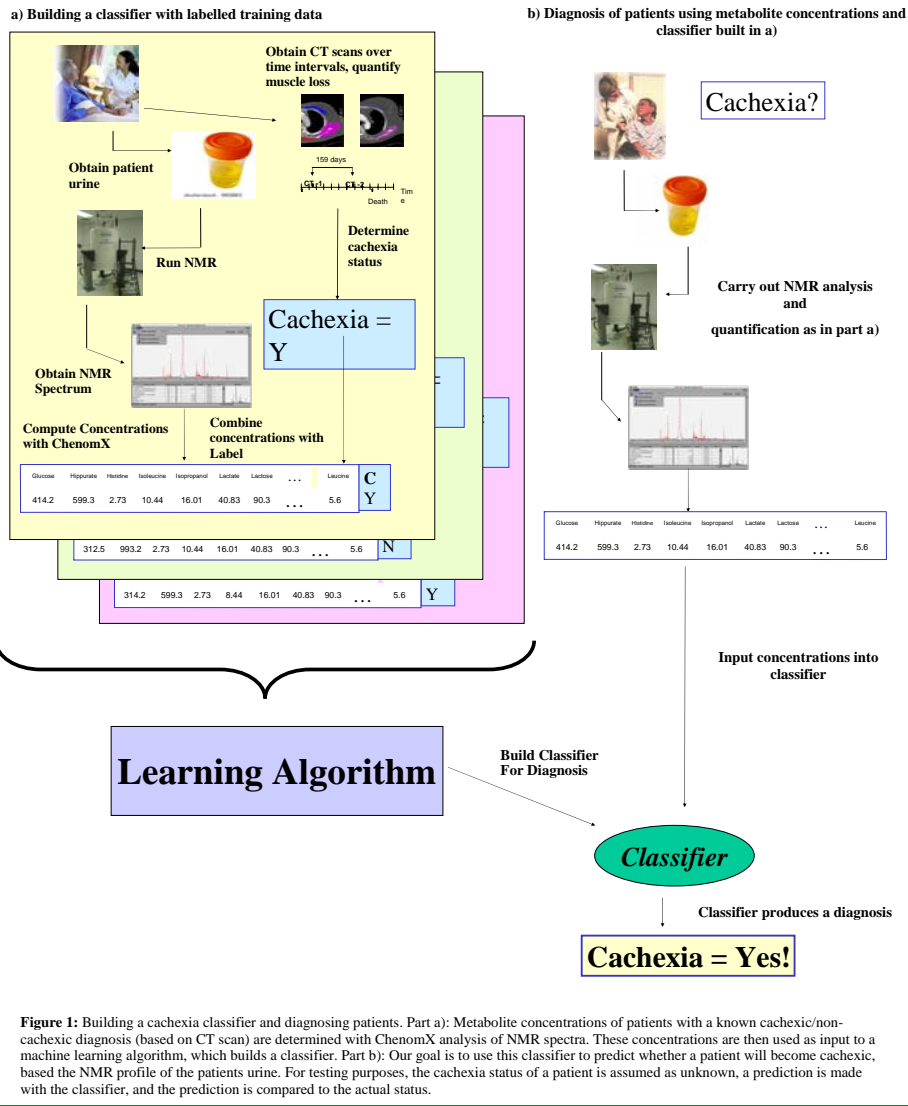 a) Building a classifier with labelled training data
Obtain CT scans over
time intervals, quantify
muscle loss
159 days
CT-1
CT-2
Tim
e
Death
Obtain patient
urine
Run NMR
Determine
cachexia
status
Cachexia =
Y
Obtain NMR
Spectrum
Compute Concentrations
with ChenomX
Combine
concentrations with
Label
Glucose Hippurate Histidine Isoleucine Isopropanol Lactate Lactose … Leucine C
414.2 599.3 2.73 10.44 16.01 40.83 90.3 … 5.6 Y
312.5 993.2 2.73 10.44 16.01 40.83 90.3 … 5.6 N
314.2 599.3 2.73 8.44 16.01 40.83 90.3 … 5.6 Y
Learning Algorithm
Build Classifier
For Diagnosis
b) Diagnosis of patients using metabolite concentrations and
classifier built in a)
Cachexia?
Carry out NMR analysis
and
quantification as in part a)
Glucose Hippurate Histidine Isoleucine Isopropanol Lactate Lactose … Leucine
414.2 599.3 2.73 10.44 16.01 40.83 90.3 … 5.6
Input concentrations into
classifier
Classifier
Classifier produces a diagnosis
Cachexia = Yes!
Figure 1: Building a cachexia classifier and diagnosing patients. Part a): Metabolite concentrations of patients with a known cachexic/non-
cachexic diagnosis (based on CT scan) are determined with ChenomX analysis of NMR spectra. These concentrations are then used as input to a
machine learning algorithm, which builds a classifier. Part b): Our goal is to use this classifier to predict whether a patient will become cachexic,
based the NMR profile of the patients urine. For testing purposes, the cachexia status of a patient is assumed as unknown, a prediction is made
with the classifier, and the prediction is compared to the actual status.